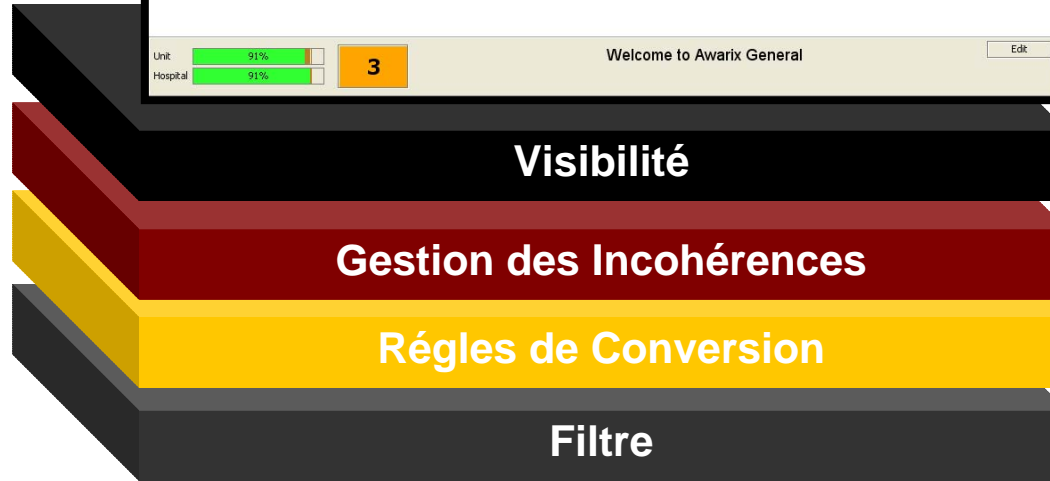 Unit 91%
Hospital 91%
3
Welcome to Awarix General
Edit
Visibilité
Gestion des Incohérences
Régles de Conversion
Filtre